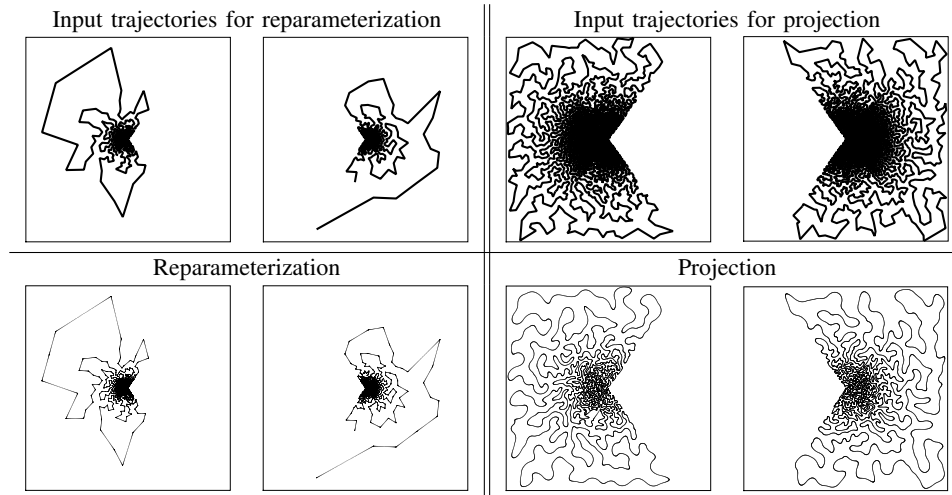 Input trajectories for reparameterization
Input trajectories for projection
Reparameterization
Projection